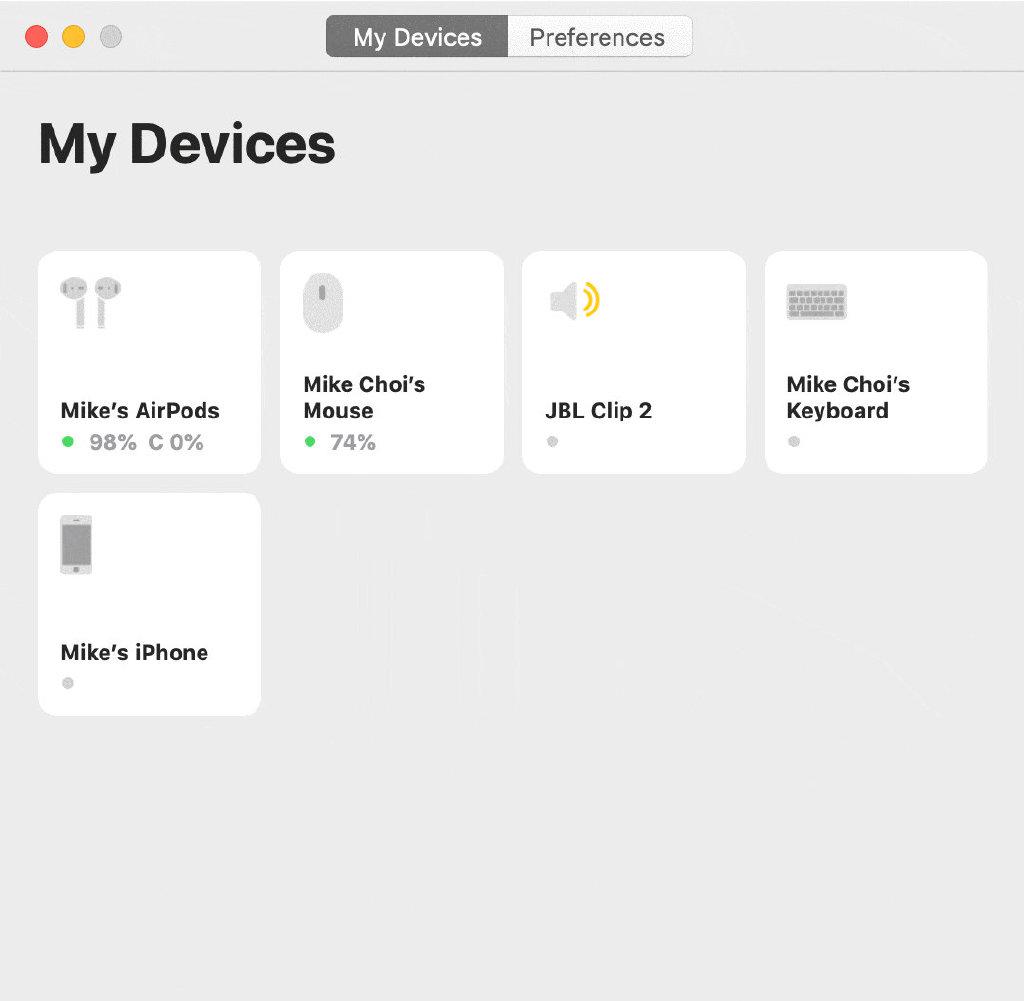 My Devices
Preferences
My Devices
Mike’s AirPods
98% C 0%
Mike Choi’s
Mouse
74%
JBL Clip 2
Mike Choi’s
Keyboard
Mike’s iPhone